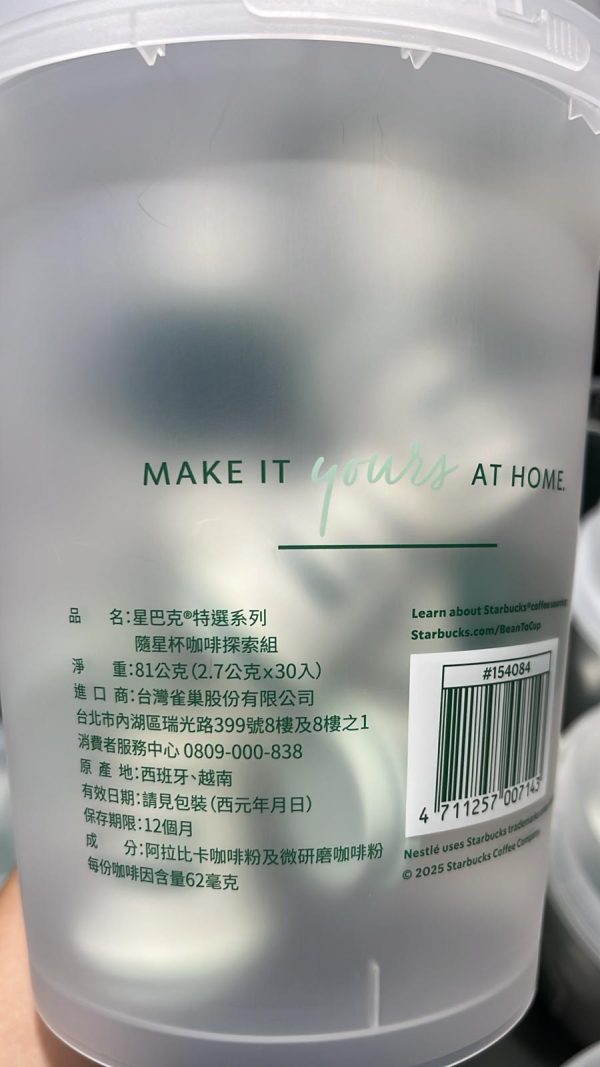 MAKE IT yours AT HOME.
品 名:星巴克®特選系列
隨星杯咖啡探索組
淨 重:81公克(2.7公克x30入)
進口商:台灣雀巢股份有限公司
台北市內湖區瑞光路399號8樓及8樓之1
消費者服務中心 0809-000-838
原產地:西班牙、越南
有效日期:請見包裝(西元年月日)
保存期限:12個月
成 分:阿拉比卡咖啡粉及微研磨咖啡粉
每份咖啡因含量62毫克
Learn about Starbucks® coffee sourcing
Starbucks.com/BeanToCup
#154084
4 711257 007143
Nestlé uses Starbucks trademarks
© 2025 Starbucks Coffee Company.